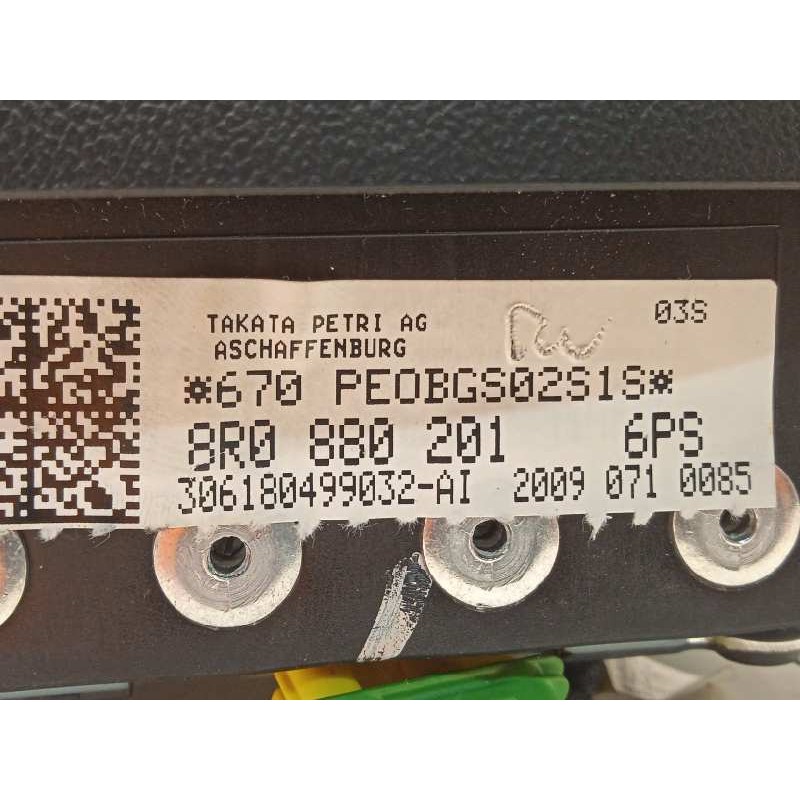 TAKATA PETRI AG
03S
ASCHAFFENBURG
*670 PEOBGS02S1S*
8R0 880 201 6PS
306180499032-AI 2009 071 0085